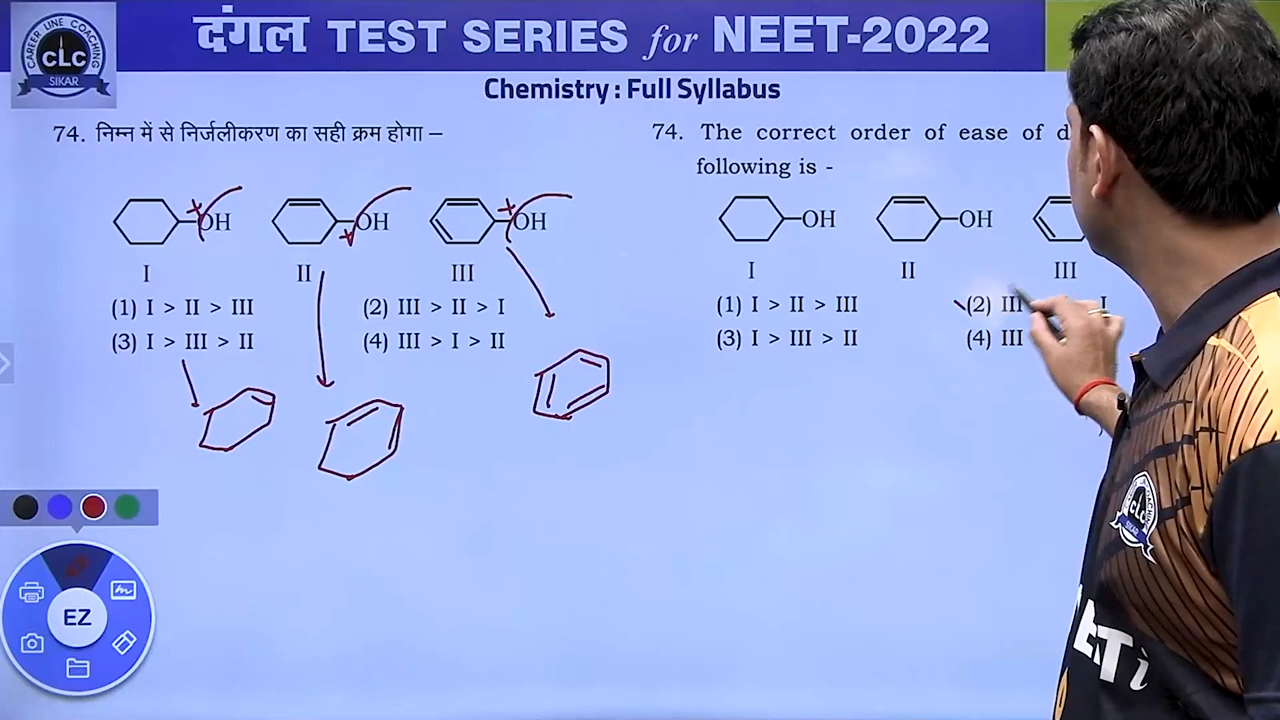 दंगल TEST SERIES for NEET-2022
CAREER LINE COACHING
CLC
SIKAR
Chemistry : Full Syllabus
74. निम्न में से निर्जलीकरण का सही क्रम होगा –
OH OH OH
I II III
(1) I > II > III (2) III > II > I
(3) I > III > II (4) III > I > II
74. The correct order of ease of
following is -
OH OH
I II III
(1) I > II > III (2) III I
(3) I > III > II (4) III
EZ
CLC
SIKAR